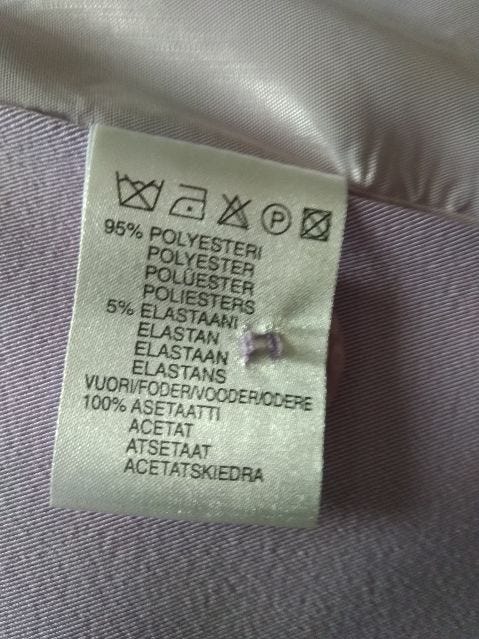 P
95% POLYESTERI
POLYESTER
POLÜESTER
POLIESTERS
5% ELASTAANI
ELASTAN
ELASTAAN
ELASTANS
VUORI/FODER/VOODER/ODERE
100% ASETAATTI
ACETAT
ATSETAAT
ACETATSKIEDRA